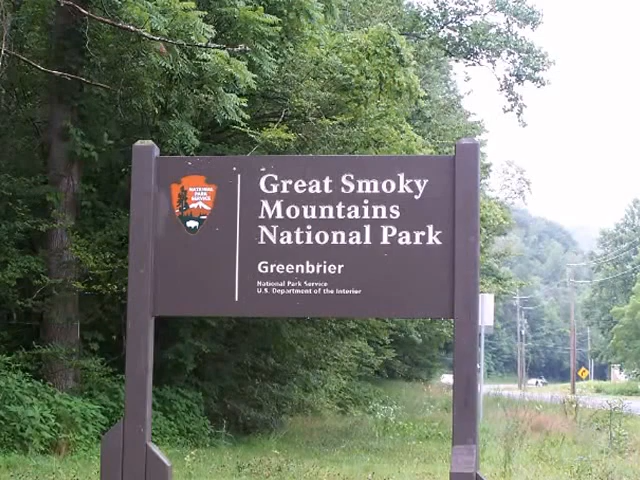 NATIONAL
PARK
SERVICE
Great Smoky
Mountains
National Park
Greenbrier
National Park Service
U.S. Department of the Interior